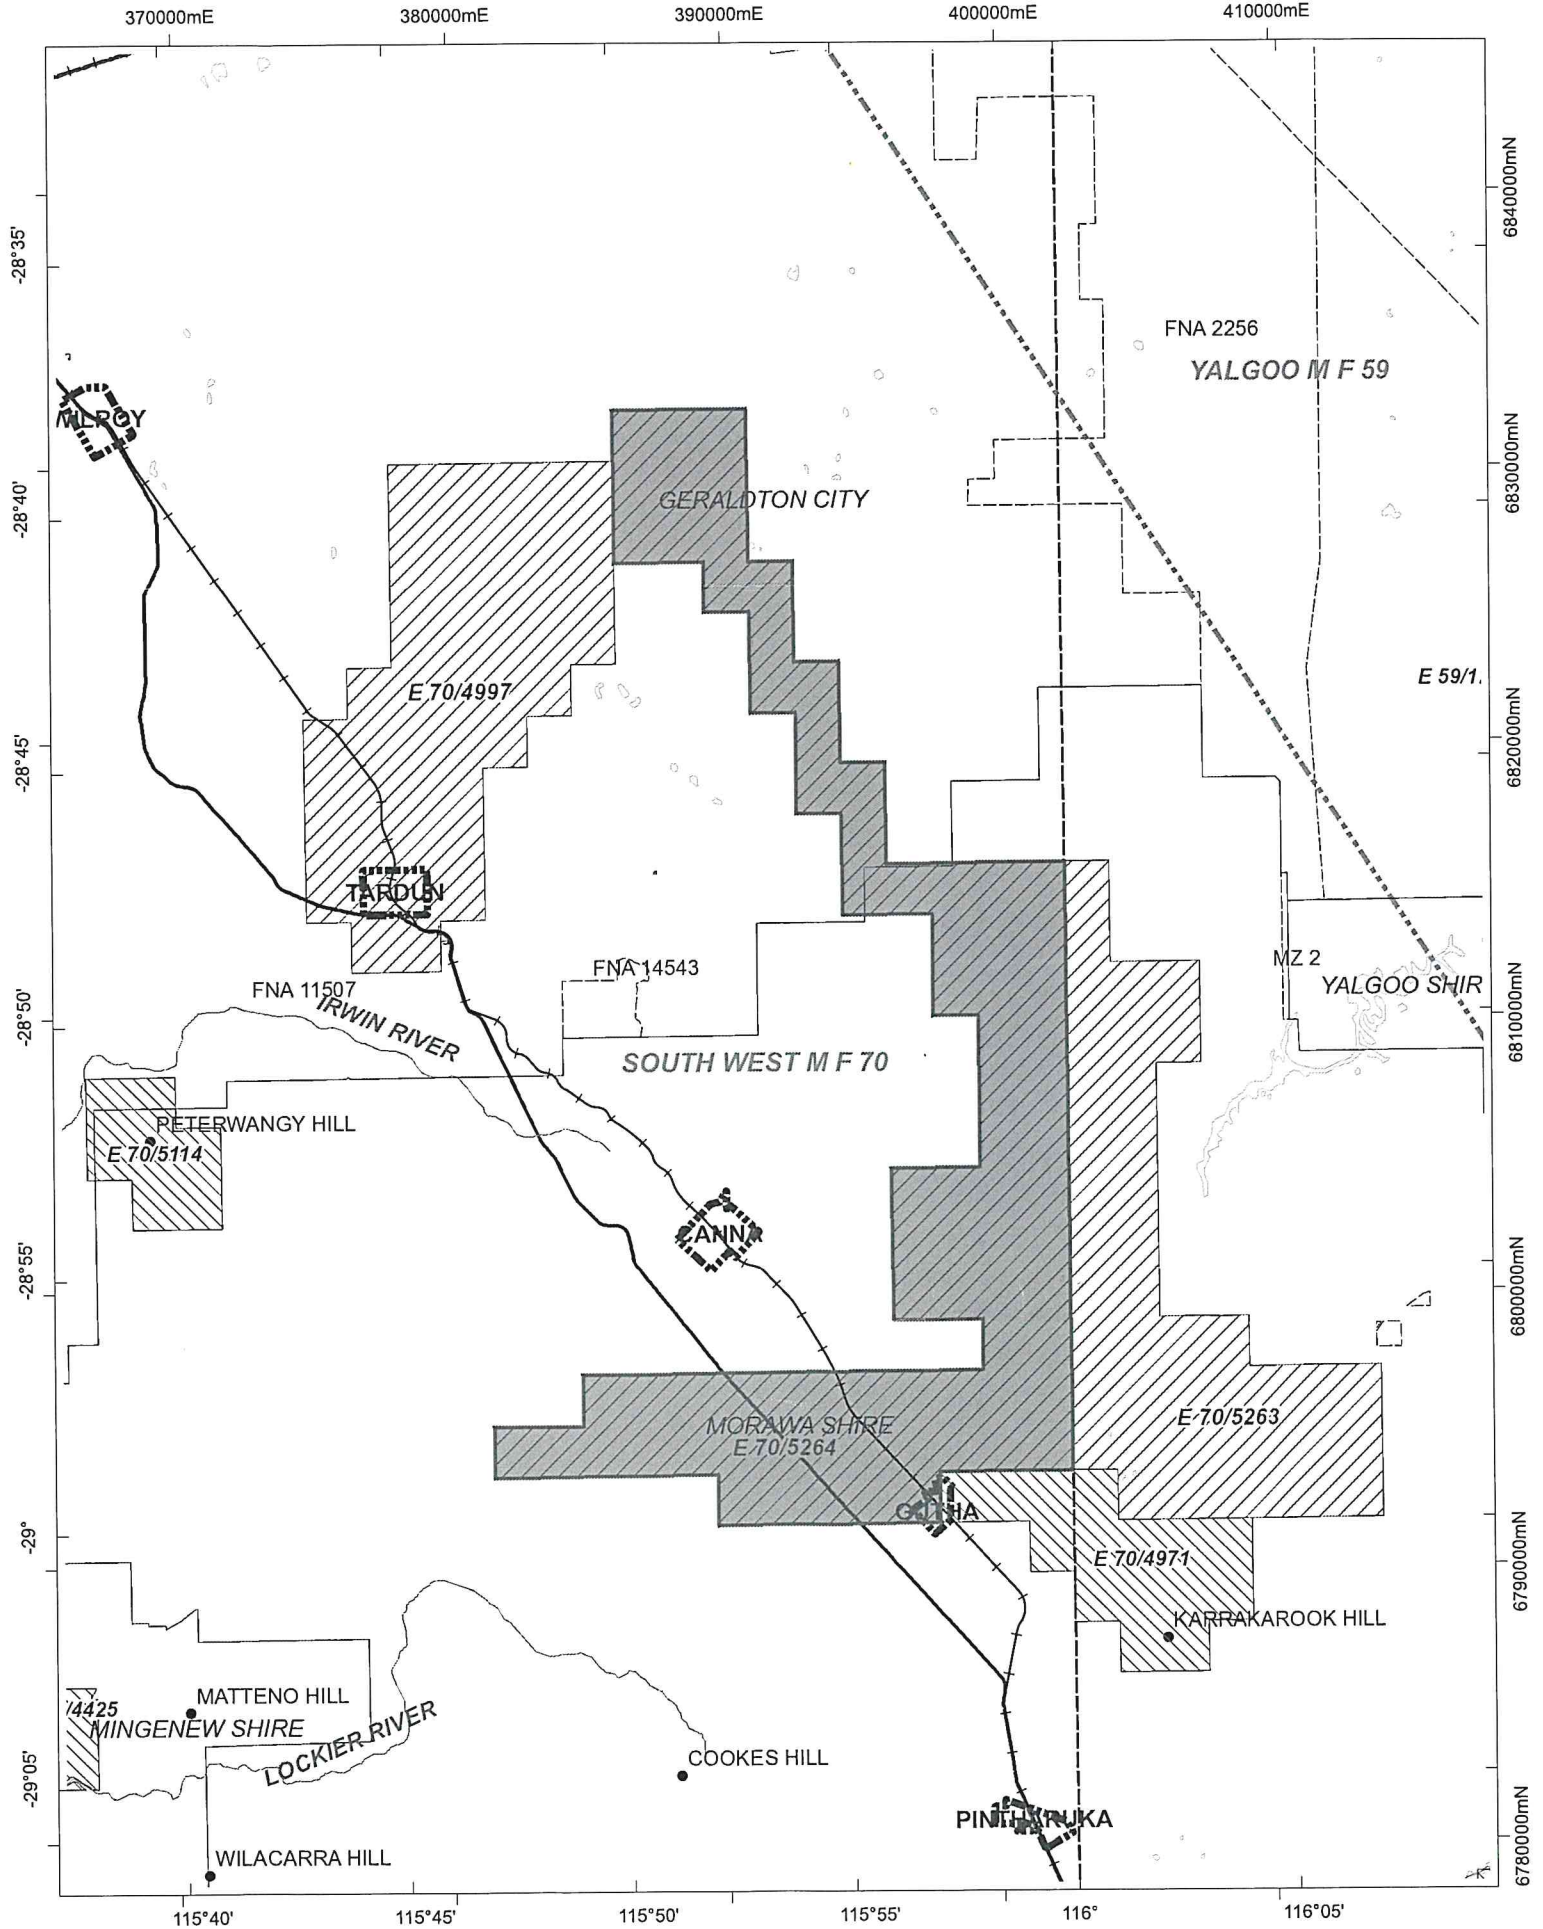 370000mE
380000mE
390000mE
400000mE
410000mE
6840000mN
-28°35'
FNA 2256
YALGOO M F 59
6830000mN
-28°40'
GERALDTON CITY
E 70/4997
E 59/1
6820000mN
-28°45'
TARDUN
MZ 2
FNA 14543
YALGOO SHIR
FNA 11507
IRWIN RIVER
6810000mN
-28°50'
SOUTH WEST M F 70
PETERWANGY HILL
E 70/5114
-28°55'
6800000mN
E 70/5263
MORAWA SHIRE
E 70/5264
-29°
E 70/4971
6790000mN
KARRAKAROOK HILL
MATTENO HILL
/4425
MINGENEW SHIRE
LOCKIER RIVER
COOKES HILL
-29°05'
PINTHARUKA
6780000mN
WILACARRA HILL
115°40'
115°45'
115°50'
115°55'
116°
116°05'